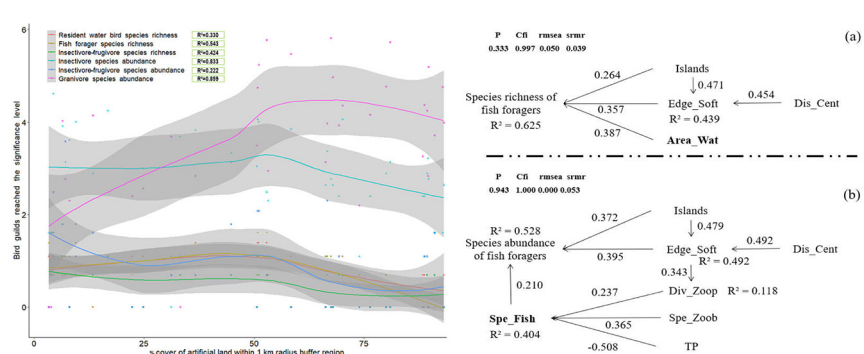 6
4
2
0
0
25
50
75
Bird guilds reached the significance level
% cover of artificial land within 1 km radius buffer region
Resident water bird species richness R²=0.330
Fish forager species richness R²=0.543
Insectivore-frugivore species richness R²=0.424
Insectivore species abundance R²=0.833
Insectivore-frugivore species abundance R²=0.222
Granivore species abundance R²=0.859
(a)
P Cfi rmsea srmr
0.333 0.997 0.050 0.039
Islands
0.264
0.471
Species richness of
fish foragers
R² = 0.625
0.357
Edge_Soft
R² = 0.439
0.454
Dis_Cent
0.387
Area_Wat
(b)
P Cfi rmsea srmr
0.943 1.000 0.000 0.053
Islands
0.372
0.479
R² = 0.528
Species abundance
of fish foragers
0.395
Edge_Soft
R² = 0.492
0.492
Dis_Cent
0.343
0.210
0.237
Div_Zoop R² = 0.118
Spe_Fish
R² = 0.404
0.365
Spe_Zoob
-0.508
TP